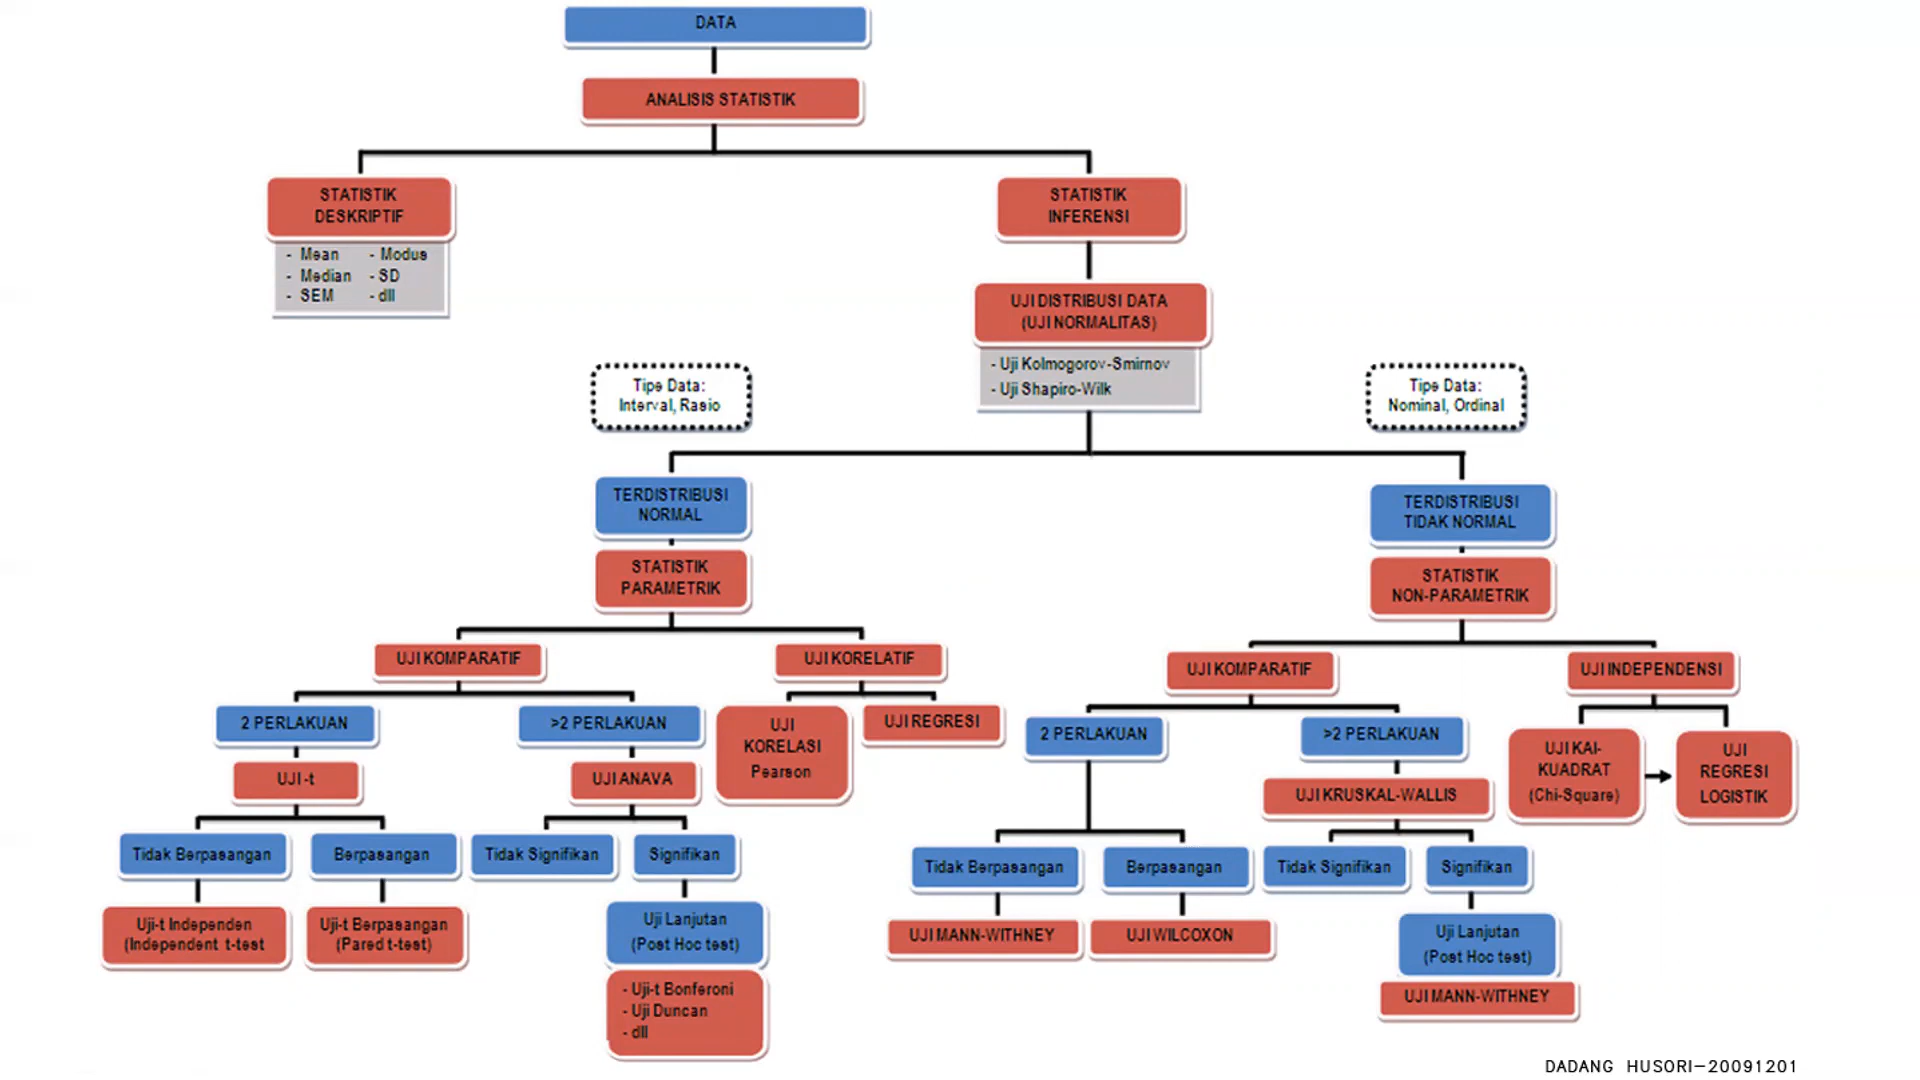 DATA
ANALISIS STATISTIK
STATISTIK
DESKRIPTIF
- Mean - Modus
- Median - SD
- SEM - dll
STATISTIK
INFERENSI
UJI DISTRIBUSI DATA
(UJI NORMALITAS)
- Uji Kolmogorov-Smirnov
- Uji Shapiro-Wilk
Tipe Data:
Interval, Rasio
Tipe Data:
Nominal, Ordinal
TERDISTRIBUSI
NORMAL
STATISTIK
PARAMETRIK
UJI KOMPARATIF
UJI KORELATIF
2 PERLAKUAN
>2 PERLAKUAN
UJI
KORELASI
Pearson
UJI REGRESI
UJI -t
UJI ANAVA
Tidak Berpasangan
Berpasangan
Tidak Signifikan
Signifikan
Uji-t Independen
(Independent t-test
Uji-t Berpasangan
(Pared t-test)
Uji Lanjutan
(Post Hoc test)
- Uji-t Bonferoni
- Uji Duncan
- dll
TERDISTRIBUSI
TIDAK NORMAL
STATISTIK
NON-PARAMETRIK
UJI KOMPARATIF
UJI INDEPENDENSI
2 PERLAKUAN
>2 PERLAKUAN
UJI KAI-
KUADRAT
(Chi-Square)
UJI
REGRESI
LOGISTIK
UJI KRUSKAL-WALLIS
Tidak Berpasangan
Berpasangan
Tidak Signifikan
Signifikan
UJI MANN-WITHNEY
UJI WILCOXON
Uji Lanjutan
(Post Hoc test)
UJI MANN-WITHNEY
DADANG HUSORI-20091201